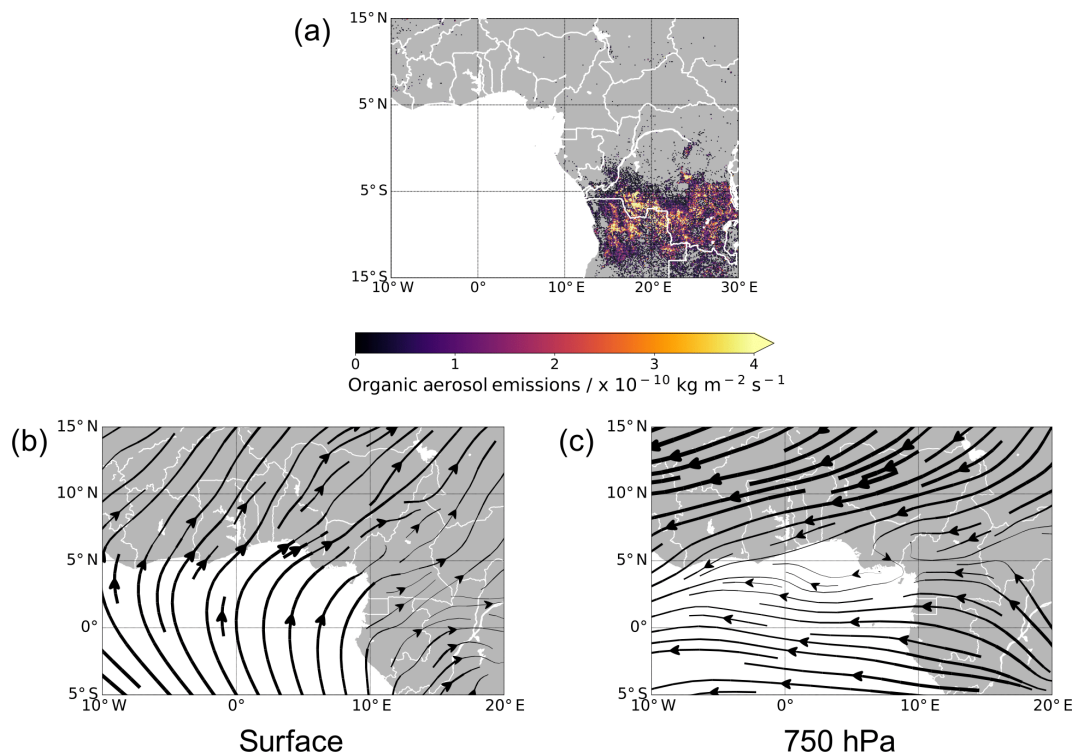 (a)
15° N
5° N
5° S
15° S
10° W 0° 10° E 20° E 30° E
0 1 2 3 4
Organic aerosol emissions / x 10⁻¹⁰ kg m⁻² s⁻¹
(b)
15° N
10° N
5° N
0°
5° S
10° W 0° 10° E 20° E
Surface
(c)
15° N
10° N
5° N
0°
5° S
10° W 0° 10° E 20° E
750 hPa